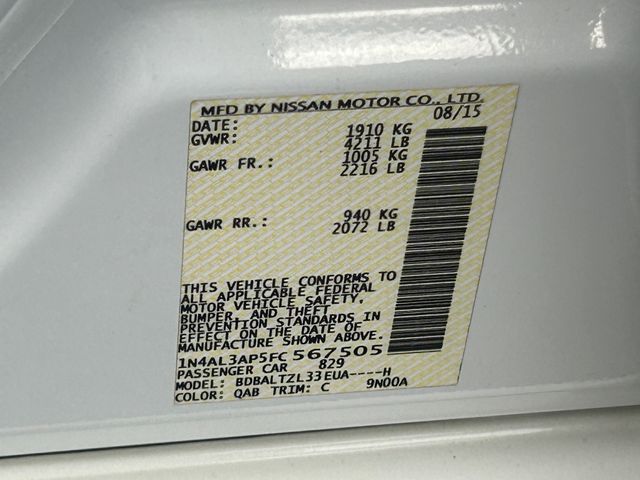 MFD BY NISSAN MOTOR CO., LTD.
DATE: 08/15
GVWR: 1910 KG
4211 LB
GAWR FR.: 1005 KG
2216 LB
GAWR RR.: 940 KG
2072 LB
THIS VEHICLE CONFORMS TO
ALL APPLICABLE FEDERAL
MOTOR VEHICLE SAFETY,
BUMPER, AND THEFT
PREVENTION STANDARDS IN
EFFECT ON THE DATE OF
MANUFACTURE SHOWN ABOVE.
1N4AL3AP5FC567505
PASSENGER CAR 829
MODEL: BDBALTZL33EUA----H
COLOR: QAB TRIM: C 9N00A